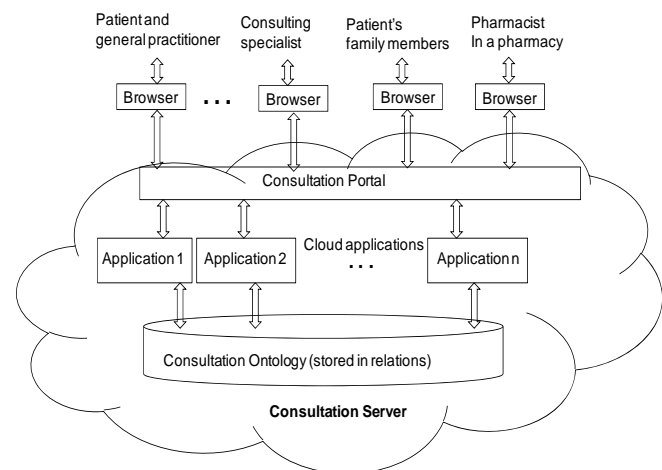 Patient and
general practitioner
Consulting
specialist
Patient's
family members
Pharmacist
In a pharmacy
Browser
. . .
Browser
Browser
Browser
Consultation Portal
Application 1
Application 2
Cloud applications
. . .
Application n
Consultation Ontology (stored in relations)
Consultation Server